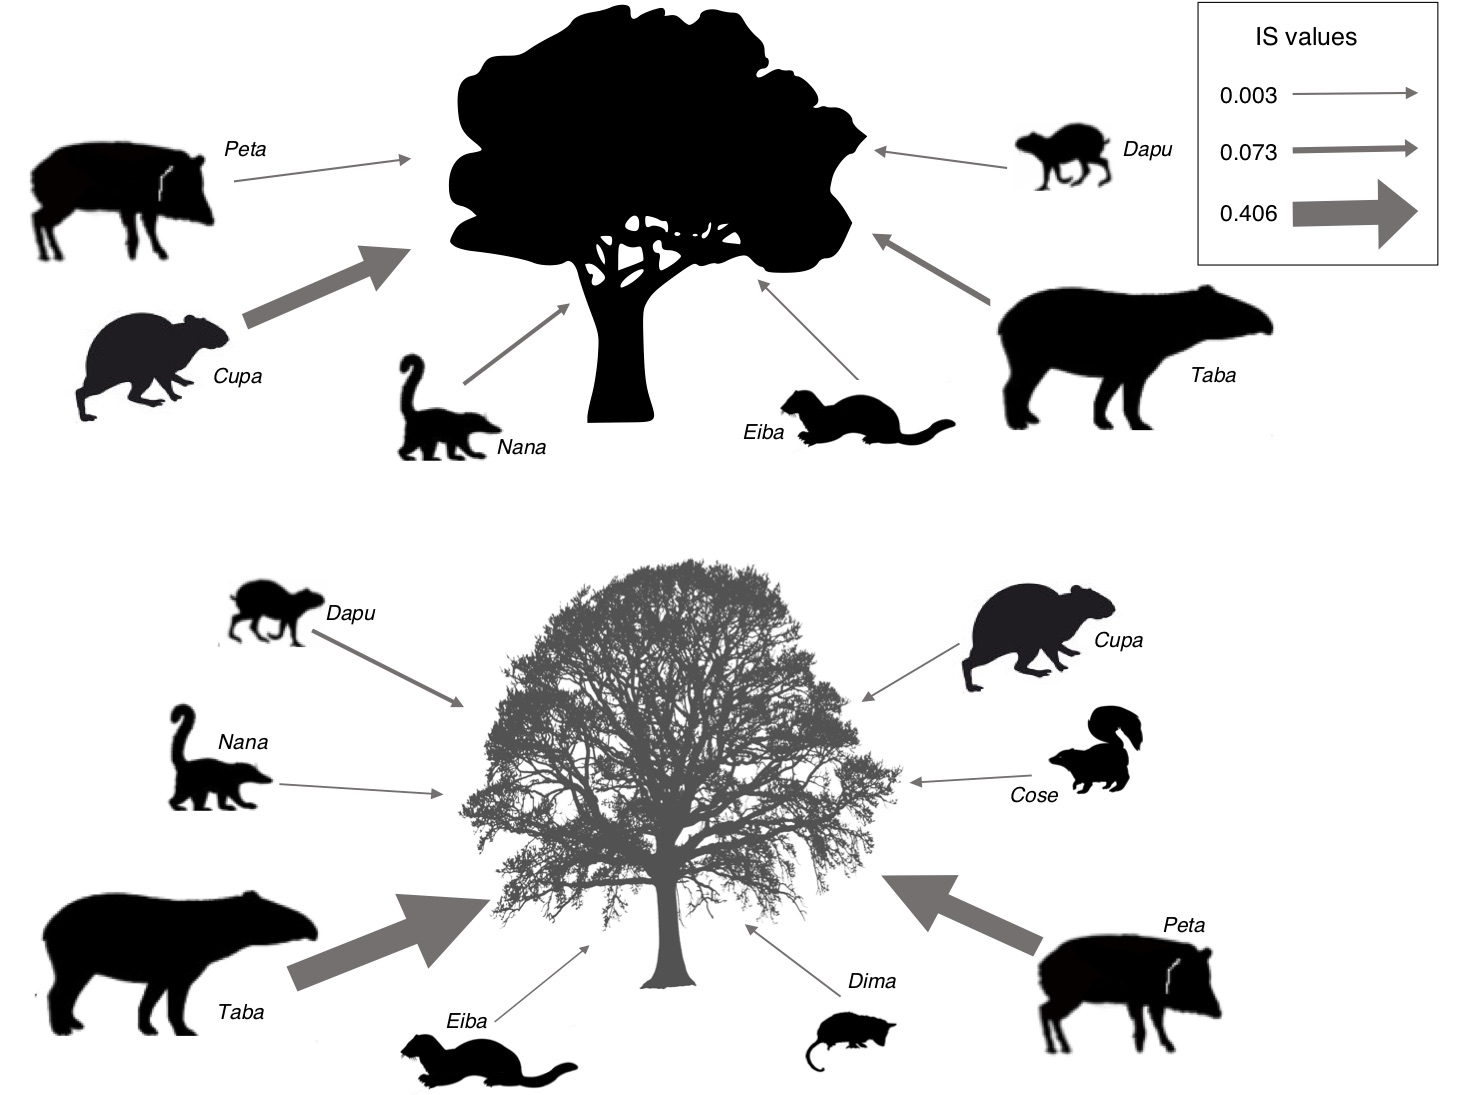 IS values
0.003
0.073
0.406
Peta
Dapu
Cupa
Taba
Nana
Eiba
Dapu
Cupa
Nana
Cose
Peta
Dima
Taba
Eiba